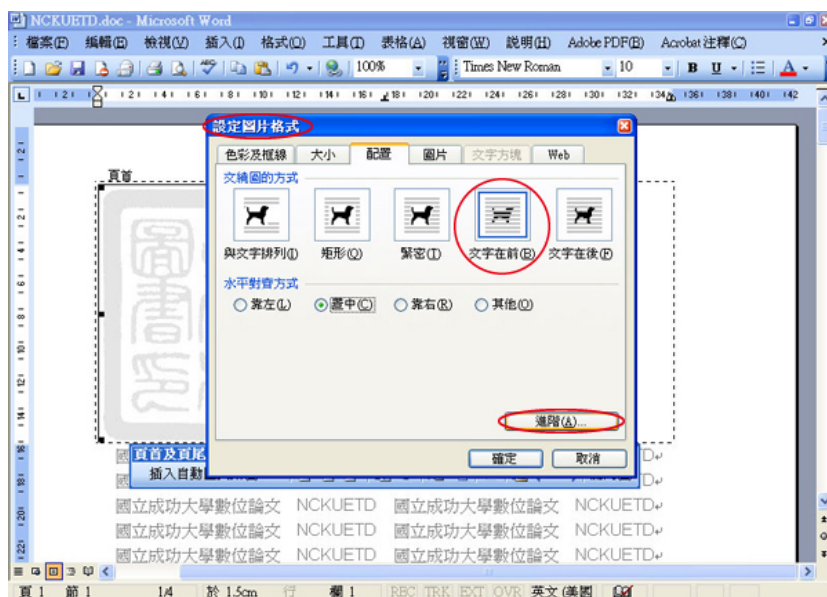 NCKUETD.doc - Microsoft Word
檔案(F) 編輯(E) 檢視(V) 插入(I) 格式(O) 工具(T) 表格(A) 視窗(W) 說明(H) Adobe PDF(B) Acrobat 注釋(C)
100% Times New Roman 10 B U A
設定圖片格式
色彩及框線 大小 配置 圖片 文字方塊 Web
頁首
文繞圖的方式
與文字排列(I) 矩形(Q) 緊密(T) 文字在前(B) 文字在後(F)
水平對齊方式
靠左(L) 置中(C) 靠右(R) 其他(O)
圖書
進階(A)...
確定 取消
頁首及頁尾
插入自動
國立成功大學數位論文 NCKUETD 國立成功大學數位論文 NCKUETD
國立成功大學數位論文 NCKUETD 國立成功大學數位論文 NCKUETD
國立成功大學數位論文 NCKUETD 國立成功大學數位論文 NCKUETD
頁 1 節 1 1/4 於 1.5cm 行 欄 1 REC TRK EXT OVR 英文 (美國